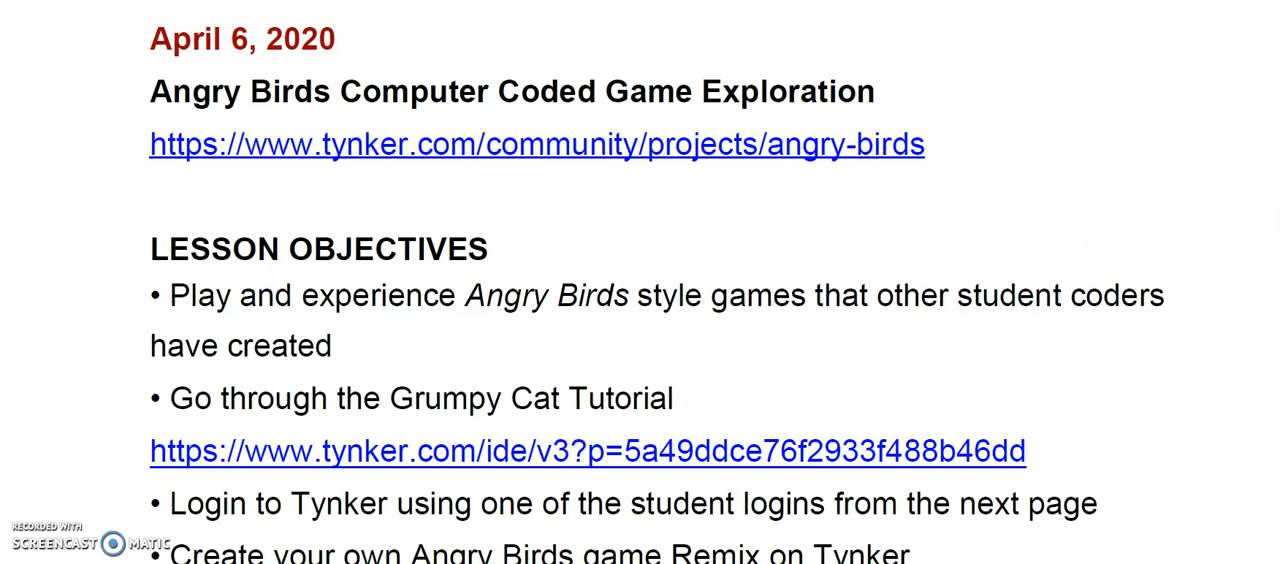 April 6, 2020
Angry Birds Computer Coded Game Exploration
https://www.tynker.com/community/projects/angry-birds
LESSON OBJECTIVES
• Play and experience Angry Birds style games that other student coders
have created
• Go through the Grumpy Cat Tutorial
https://www.tynker.com/ide/v3?p=5a49ddce76f2933f488b46dd
• Login to Tynker using one of the student logins from the next page
RECORDED WITH
SCREENCAST MATIC
• Create your own Angry Birds game Remix on Tynker